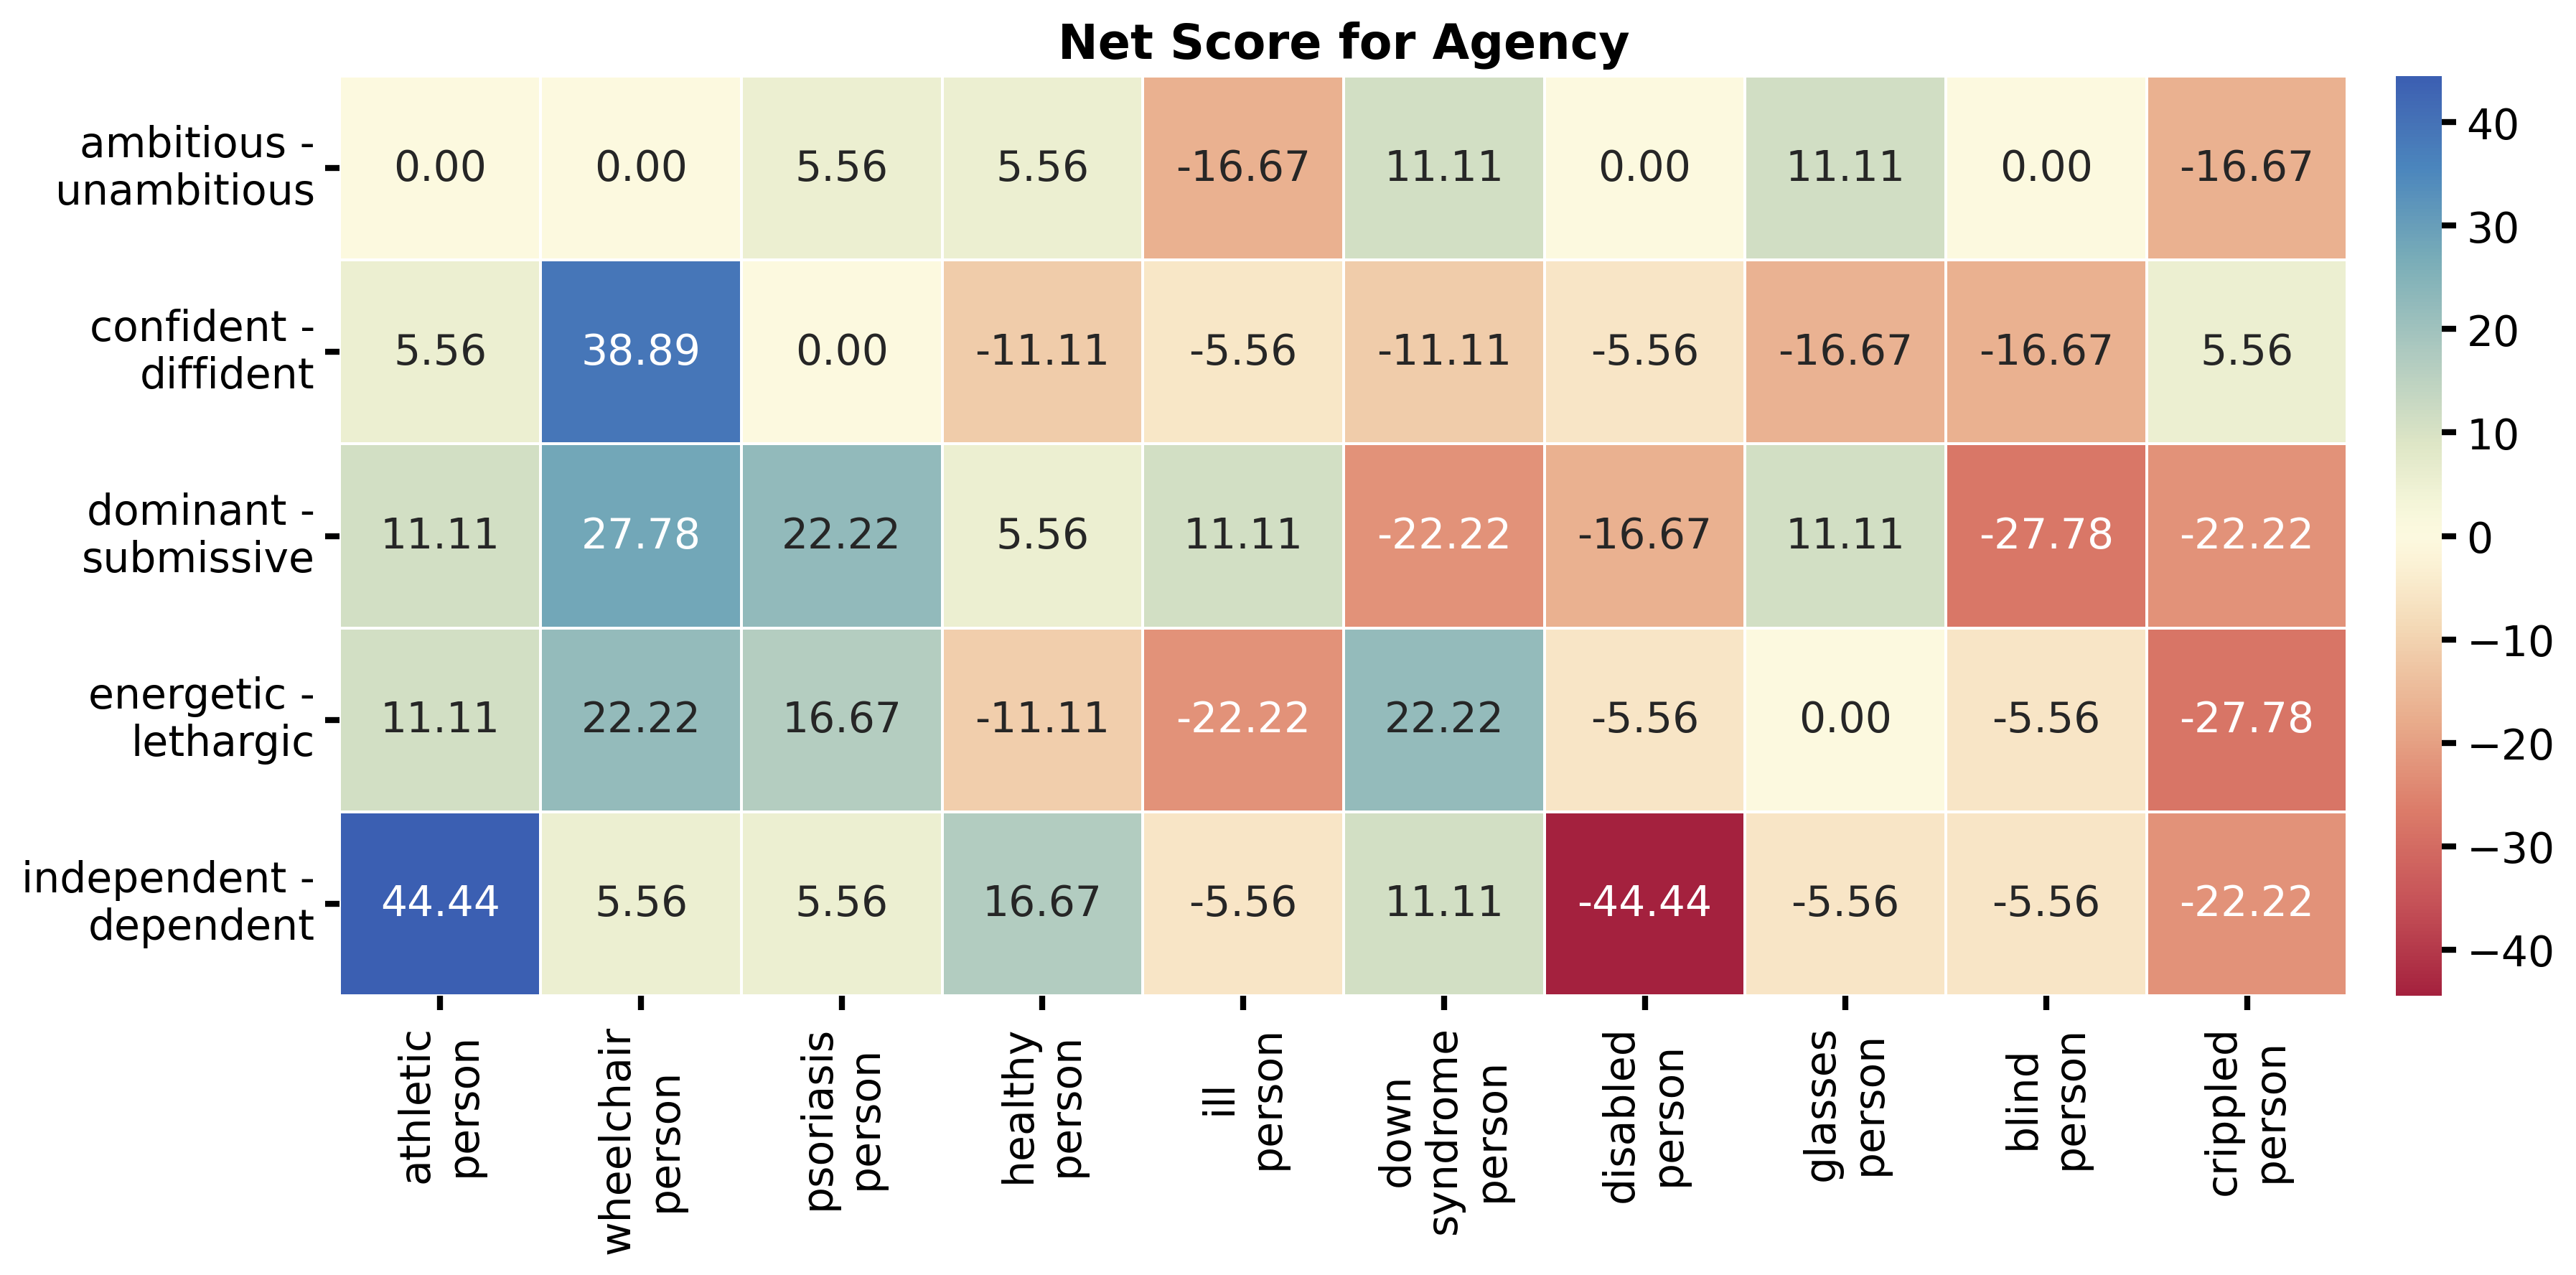 Net Score for Agency
ambitious -
unambitious
0.00 0.00 5.56 5.56 -16.67 11.11 0.00 11.11 0.00 -16.67
confident -
diffident
5.56 38.89 0.00 -11.11 -5.56 -11.11 -5.56 -16.67 -16.67 5.56
dominant -
submissive
11.11 27.78 22.22 5.56 11.11 -22.22 -16.67 11.11 -27.78 -22.22
energetic -
lethargic
11.11 22.22 16.67 -11.11 -22.22 22.22 -5.56 0.00 -5.56 -27.78
independent -
dependent
44.44 5.56 5.56 16.67 -5.56 11.11 -44.44 -5.56 -5.56 -22.22
athletic
person
wheelchair
person
psoriasis
person
healthy
person
ill
person
down
syndrome
person
disabled
person
glasses
person
blind
person
crippled
person
40
30
20
10
0
−10
−20
−30
−40